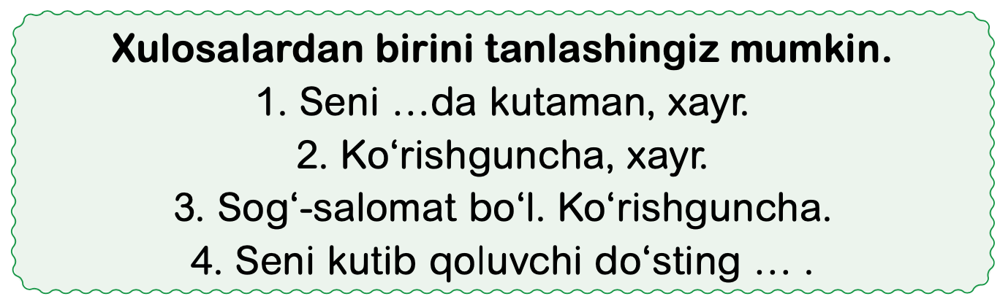 Xulosalardan birini tanlashingiz mumkin.
1. Seni …da kutaman, xayr.
2. Ko‘rishguncha, xayr.
3. Sog‘-salomat bo‘l. Ko‘rishguncha.
4. Seni kutib qoluvchi do‘sting … .